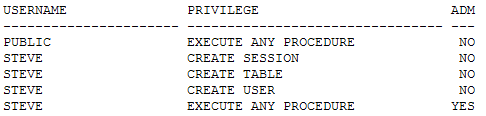 USERNAME PRIVILEGE ADM
-------------------- ----------------------------- ---
PUBLIC EXECUTE ANY PROCEDURE NO
STEVE CREATE SESSION NO
STEVE CREATE TABLE NO
STEVE CREATE USER NO
STEVE EXECUTE ANY PROCEDURE YES